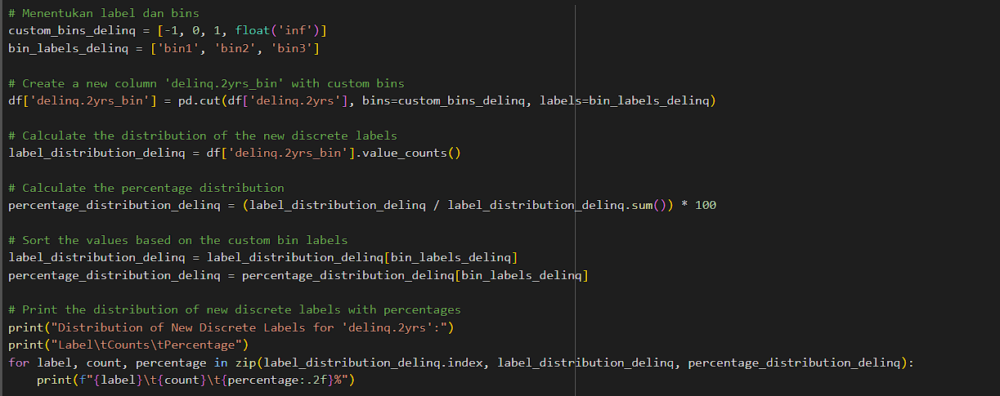 # Menentukan label dan bins
custom_bins_delinq = [-1, 0, 1, float('inf')]
bin_labels_delinq = ['bin1', 'bin2', 'bin3']
# Create a new column 'delinq.2yrs_bin' with custom bins
df['delinq.2yrs_bin'] = pd.cut(df['delinq.2yrs'], bins=custom_bins_delinq, labels=bin_labels_delinq)
# Calculate the distribution of the new discrete labels
label_distribution_delinq = df['delinq.2yrs_bin'].value_counts()
# Calculate the percentage distribution
percentage_distribution_delinq = (label_distribution_delinq / label_distribution_delinq.sum()) * 100
# Sort the values based on the custom bin labels
label_distribution_delinq = label_distribution_delinq[bin_labels_delinq]
percentage_distribution_delinq = percentage_distribution_delinq[bin_labels_delinq]
# Print the distribution of new discrete labels with percentages
print("Distribution of New Discrete Labels for 'delinq.2yrs':")
print("Label\tCounts\tPercentage")
for label, count, percentage in zip(label_distribution_delinq.index, label_distribution_delinq, percentage_distribution_delinq):
    print(f"{label}\t{count}\t{percentage:.2f}%")